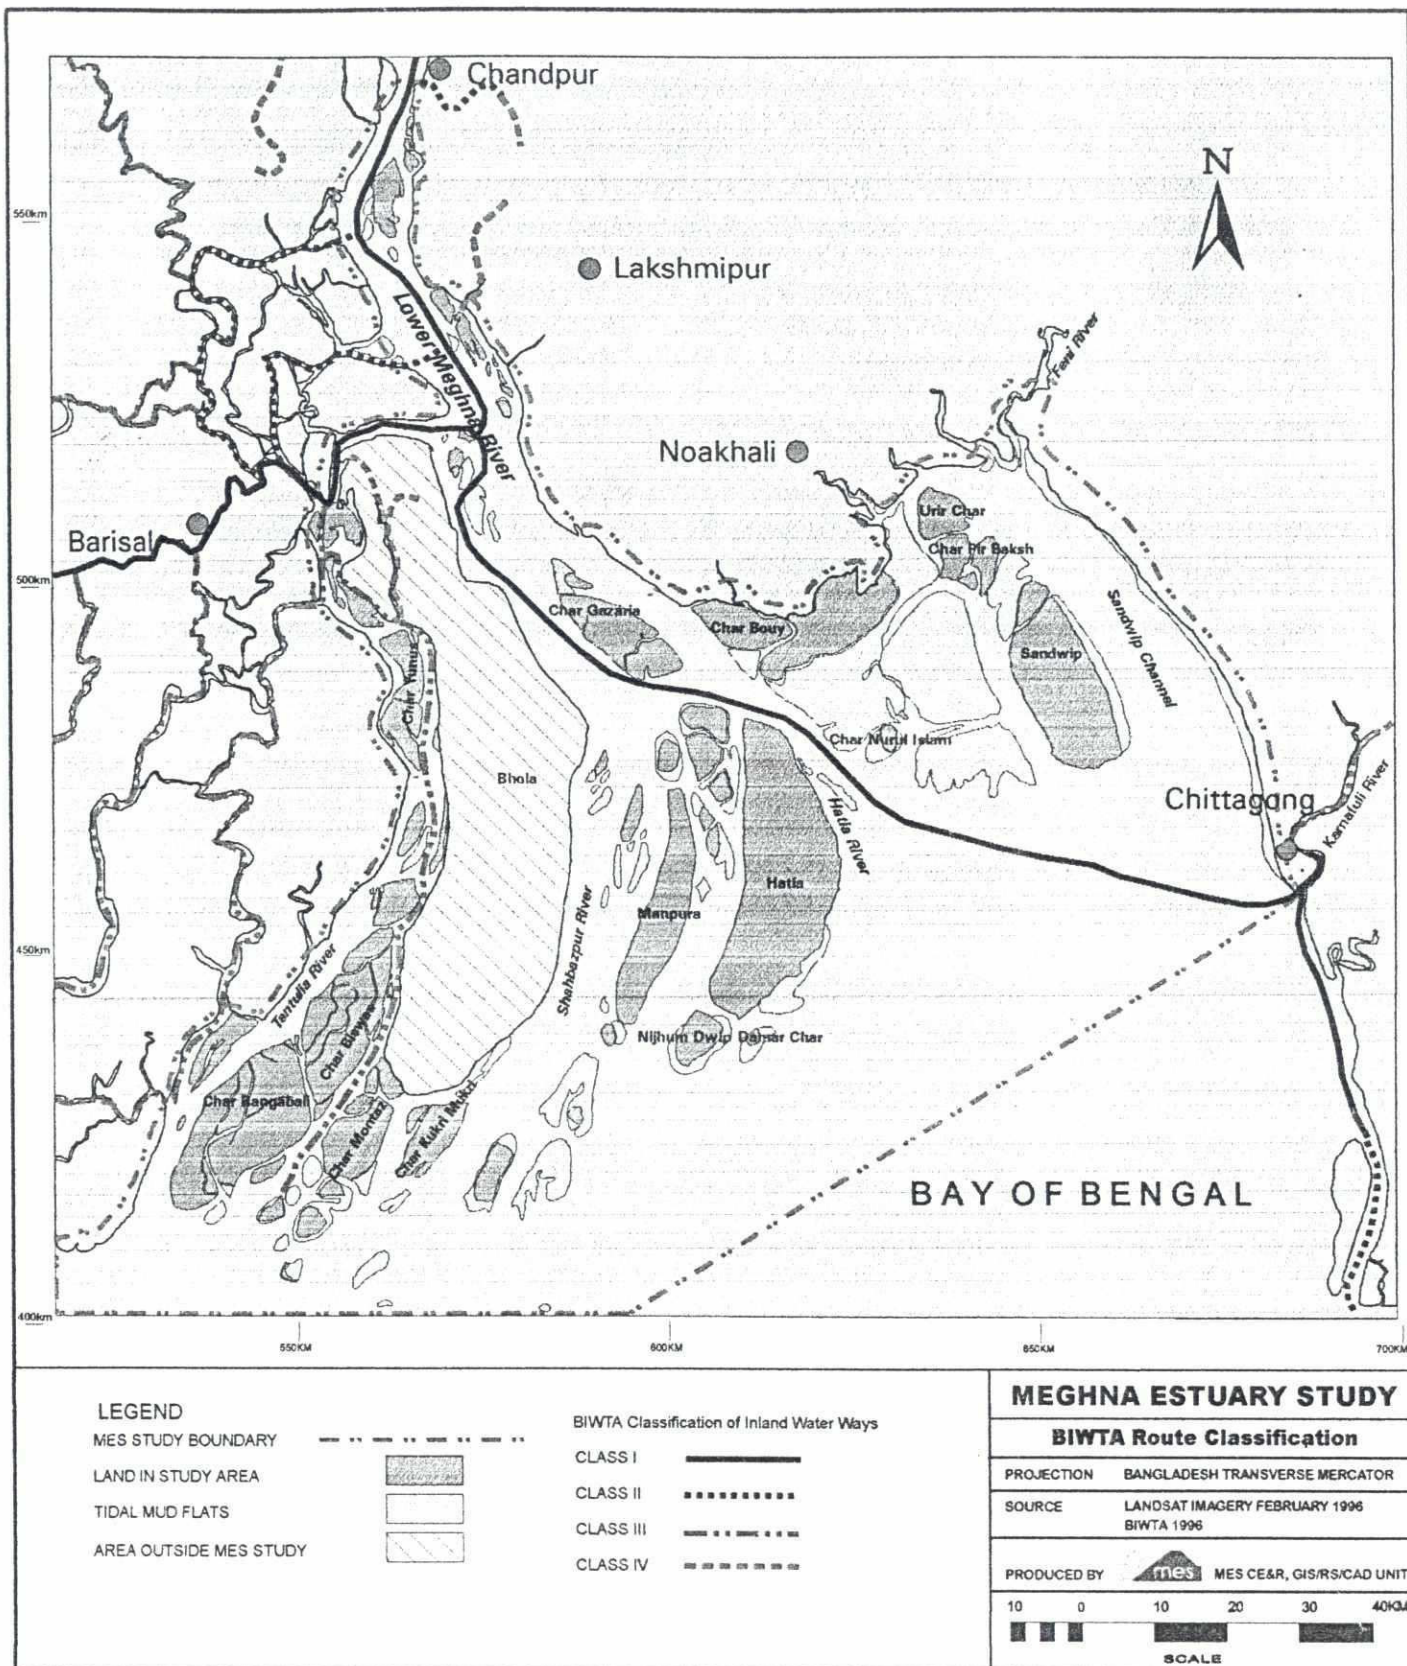 Chandpur
N
550km
Lakshmipur
Lower Meghna River
Feni River
Noakhali
Urir Char
Barisal
Char Pir Baksh
500km
Char Gazaria
Char Bouy
Sandwip Channel
Sandwip
Char Yunus
Char Nurul Islam
Bhola
Chittagong
Karnafuli River
Hatia River
Hatia
Manpura
450km
Shahbazpur River
Tentulia River
Nijhum Dwip Damar Char
Char Biswas
Char Rangabali
Char Montaz
Char Kukri Mukri
BAY OF BENGAL
400km
550KM
600KM
650KM
700KM
LEGEND
MES STUDY BOUNDARY
LAND IN STUDY AREA
TIDAL MUD FLATS
AREA OUTSIDE MES STUDY
BIWTA Classification of Inland Water Ways
CLASS I
CLASS II
CLASS III
CLASS IV
MEGHNA ESTUARY STUDY
BIWTA Route Classification
PROJECTION BANGLADESH TRANSVERSE MERCATOR
SOURCE LANDSAT IMAGERY FEBRUARY 1996
BIWTA 1996
PRODUCED BY mes MES CE&R, GIS/RS/CAD UNIT
10 0 10 20 30 40KM
SCALE